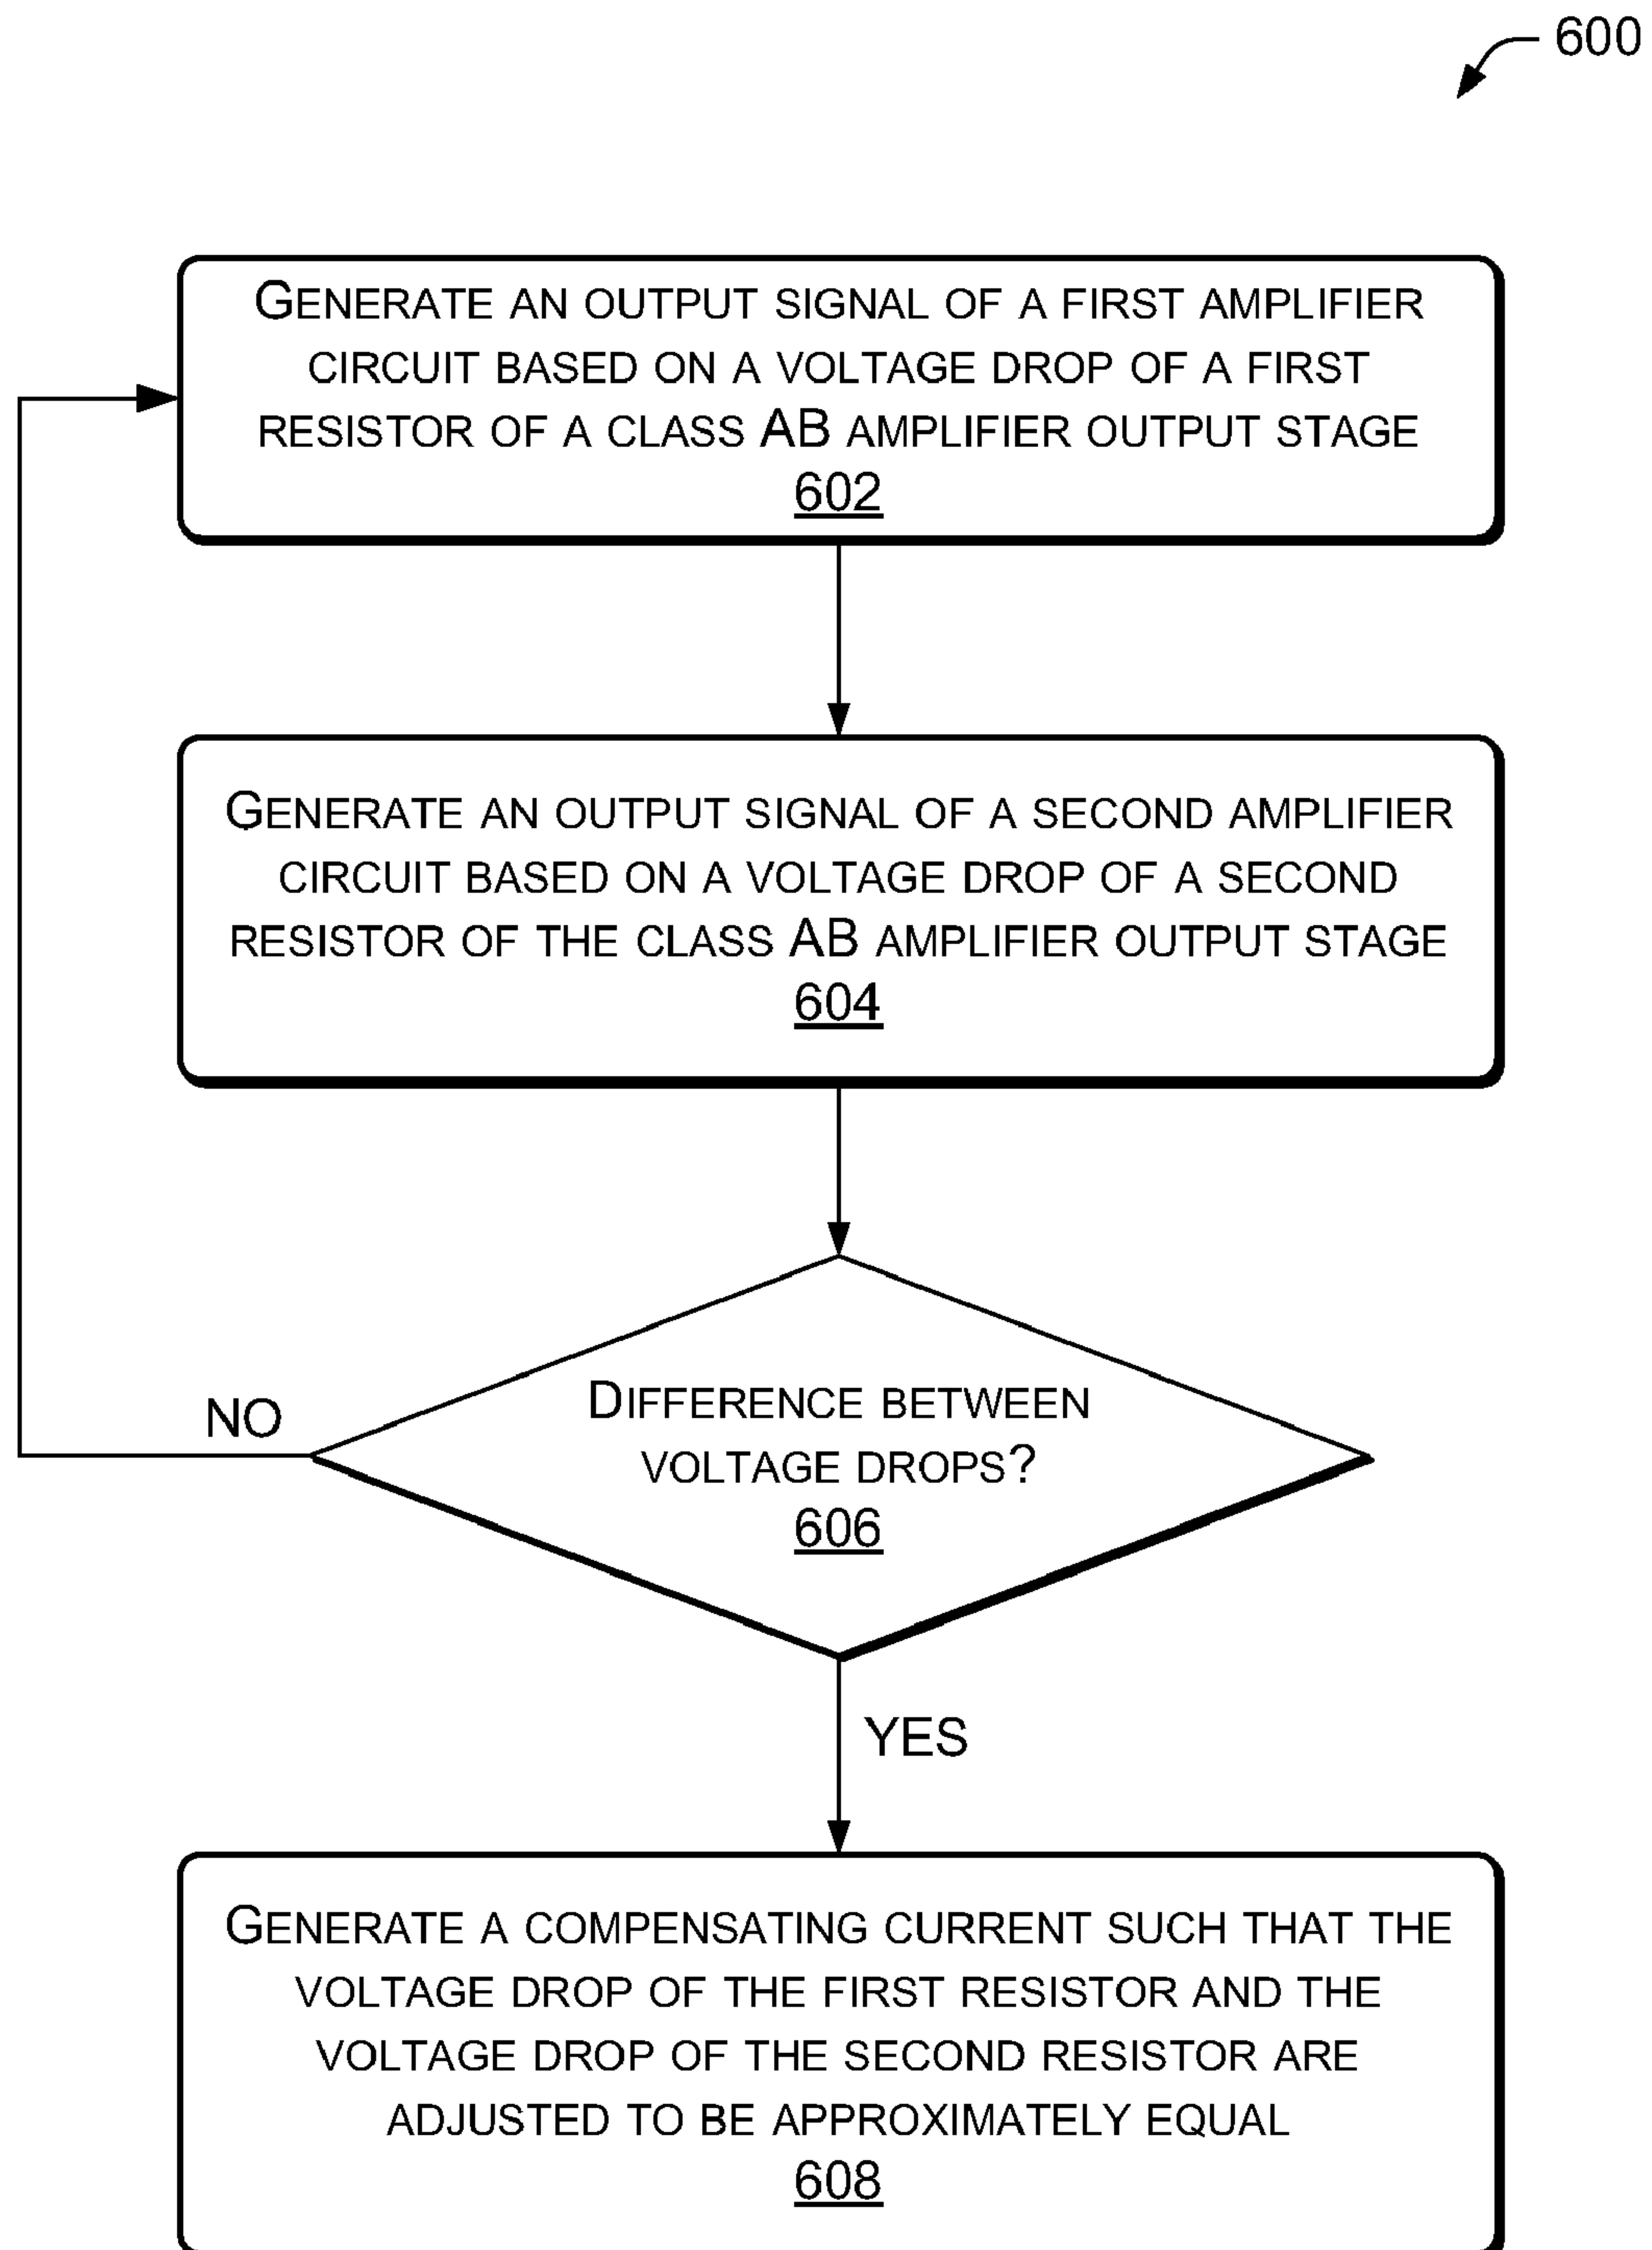 600
GENERATE AN OUTPUT SIGNAL OF A FIRST AMPLIFIER
CIRCUIT BASED ON A VOLTAGE DROP OF A FIRST
RESISTOR OF A CLASS AB AMPLIFIER OUTPUT STAGE
602
GENERATE AN OUTPUT SIGNAL OF A SECOND AMPLIFIER
CIRCUIT BASED ON A VOLTAGE DROP OF A SECOND
RESISTOR OF THE CLASS AB AMPLIFIER OUTPUT STAGE
604
DIFFERENCE BETWEEN
VOLTAGE DROPS?
606
NO
YES
GENERATE A COMPENSATING CURRENT SUCH THAT THE
VOLTAGE DROP OF THE FIRST RESISTOR AND THE
VOLTAGE DROP OF THE SECOND RESISTOR ARE
ADJUSTED TO BE APPROXIMATELY EQUAL
608